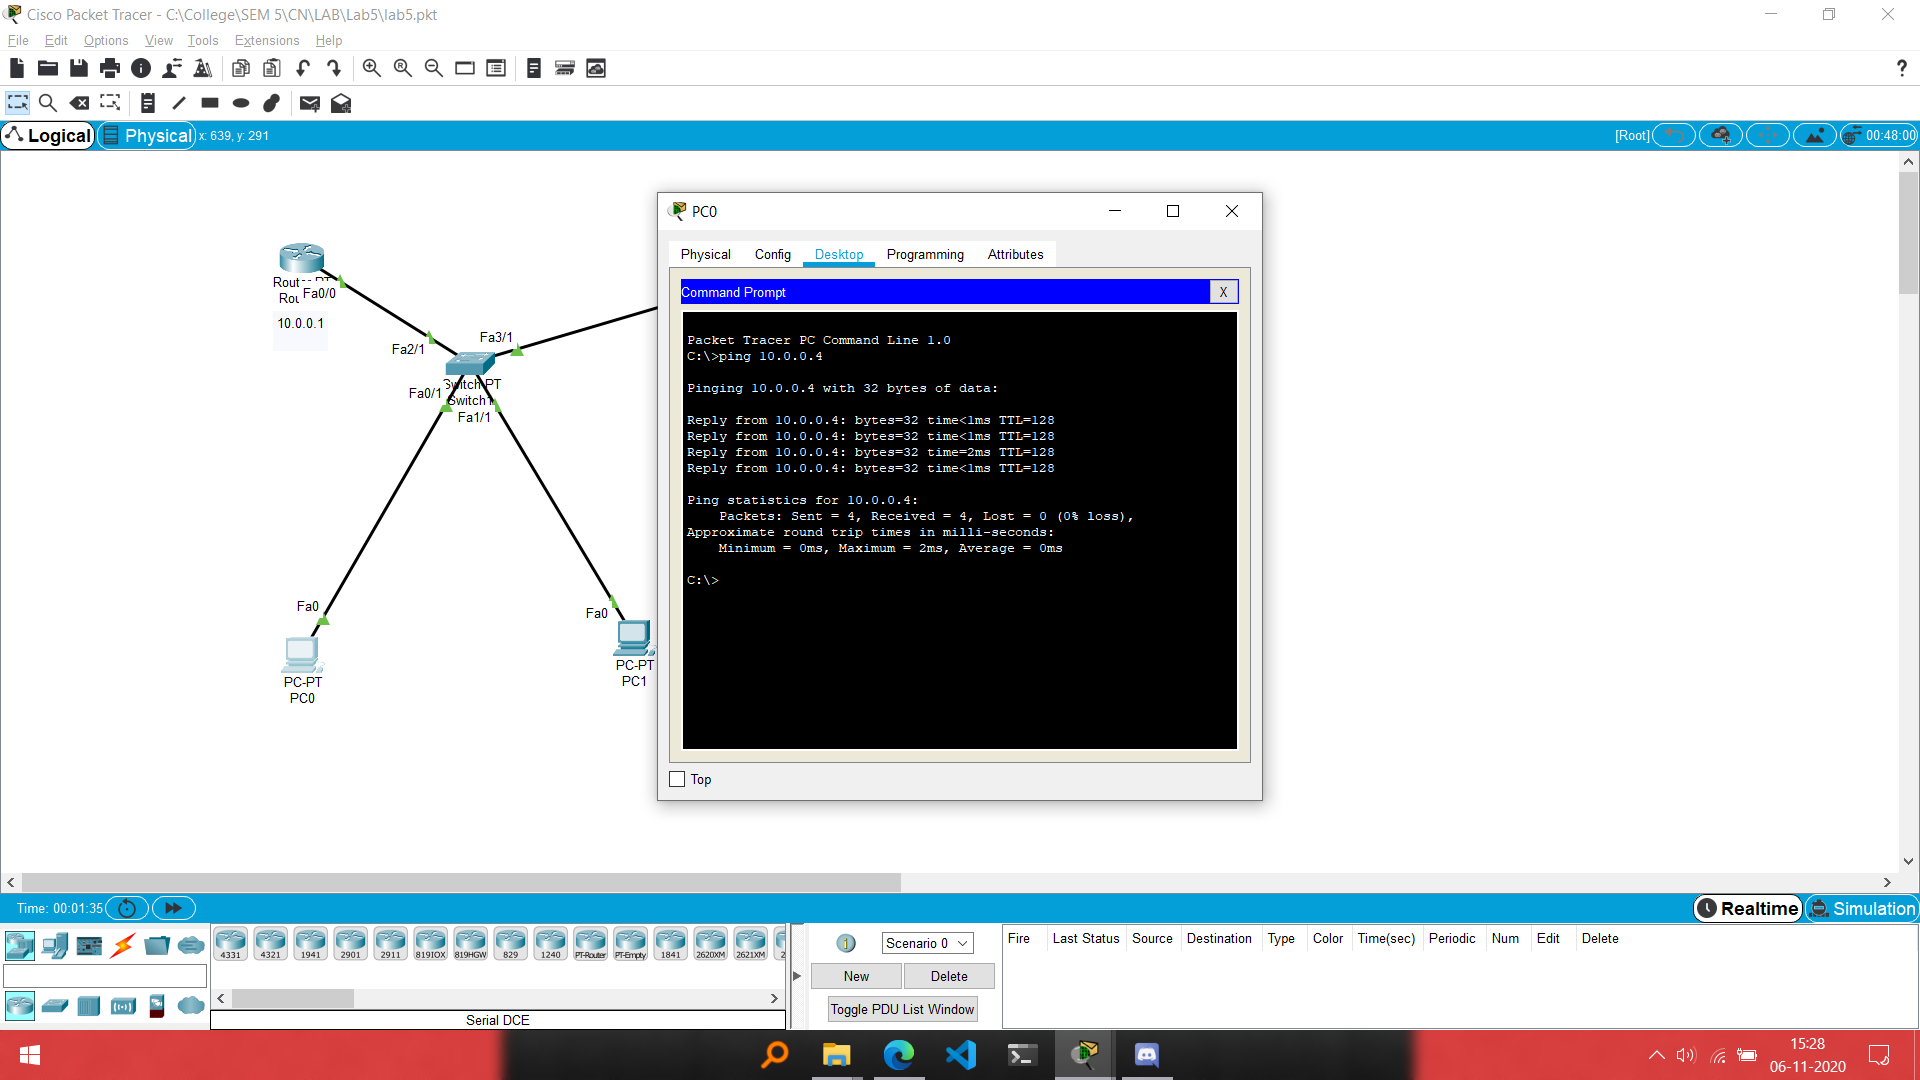 Cisco Packet Tracer - C:\College\SEM 5\CN\LAB\Lab5\lab5.pkt
File Edit Options View Tools Extensions Help
?
Logical Physical x: 639, y: 291 [Root] 00:48:00
Fa0/0
10.0.0.1
Fa2/1
Fa3/1
Fa0/1
Switch-PT
Switch1
Fa1/1
Fa0
PC-PT
PC0
Fa0
PC-PT
PC1
PC0
Physical Config Desktop Programming Attributes
Command Prompt X
Packet Tracer PC Command Line 1.0
C:\>ping 10.0.0.4
Pinging 10.0.0.4 with 32 bytes of data:
Reply from 10.0.0.4: bytes=32 time<1ms TTL=128
Reply from 10.0.0.4: bytes=32 time<1ms TTL=128
Reply from 10.0.0.4: bytes=32 time=2ms TTL=128
Reply from 10.0.0.4: bytes=32 time<1ms TTL=128
Ping statistics for 10.0.0.4:
Packets: Sent = 4, Received = 4, Lost = 0 (0% loss),
Approximate round trip times in milli-seconds:
Minimum = 0ms, Maximum = 2ms, Average = 0ms
C:\>
Top
Time: 00:01:35 Realtime Simulation
4331 4321 1941 2901 2911 819IOX 819HGW 829 1240 PT-Router PT-Empty 1841 2620XM 2621XM 2
Serial DCE
Scenario 0
New Delete
Toggle PDU List Window
Fire Last Status Source Destination Type Color Time(sec) Periodic Num Edit Delete
15:28
06-11-2020